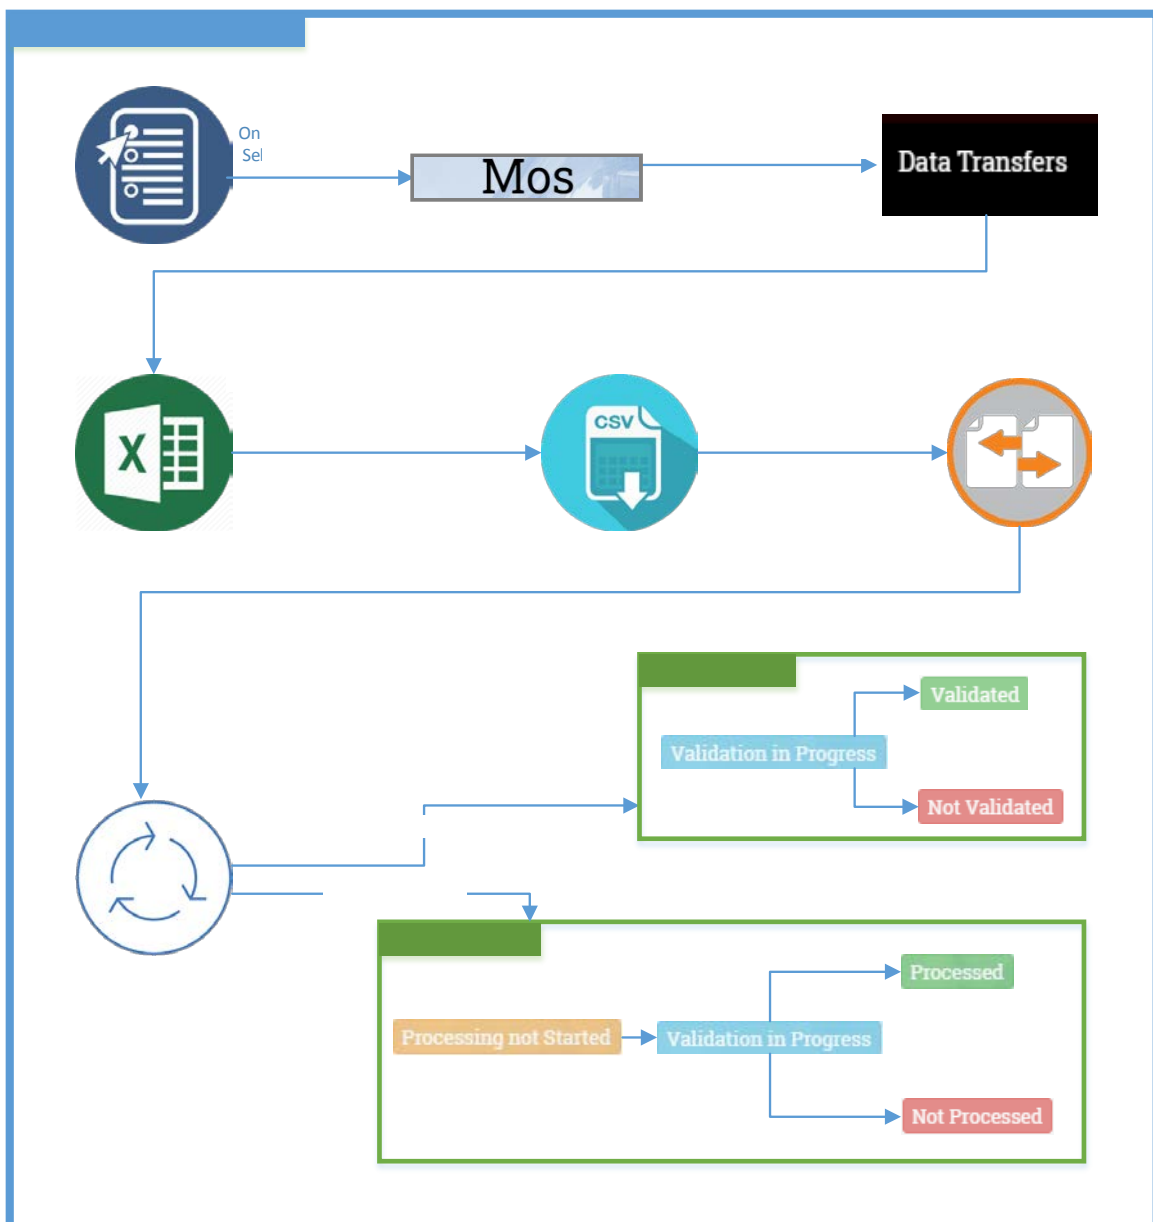 On
Sel
Mos
Data Transfers
X
CSV
Validated
Validation in Progress
Not Validated
Processed
Processing not Started
Validation in Progress
Not Processed